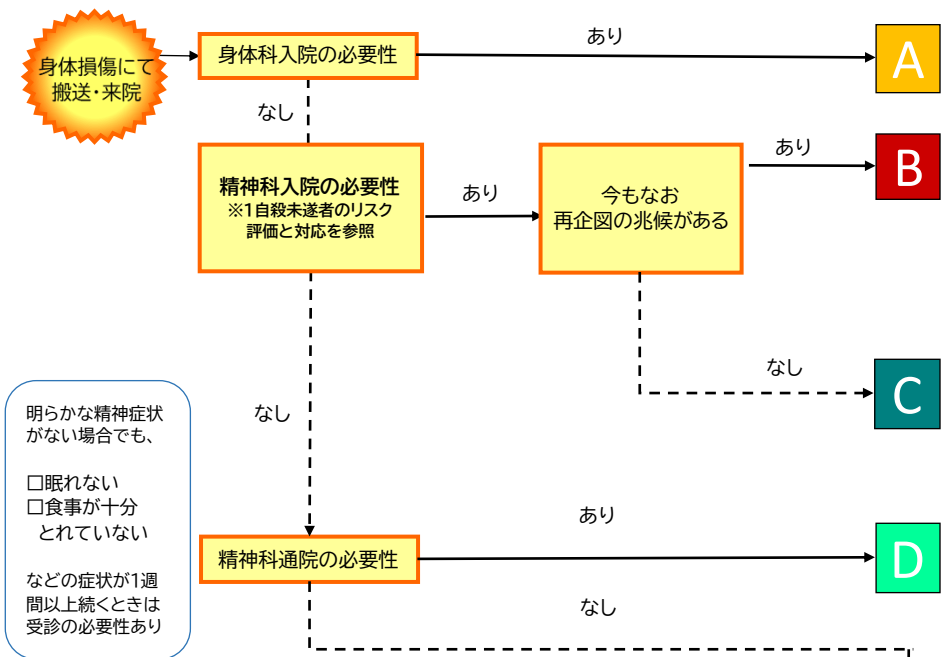 身体損傷にて
搬送・来院
身体科入院の必要性
あり
A
なし
精神科入院の必要性
※1自殺未遂者のリスク
評価と対応を参照
あり
今もなお
再企図の兆候がある
あり
B
なし
C
なし
明らかな精神症状
がない場合でも、
□眠れない
□食事が十分
とれていない
などの症状が1週
間以上続くときは
受診の必要性あり
精神科通院の必要性
あり
D
なし